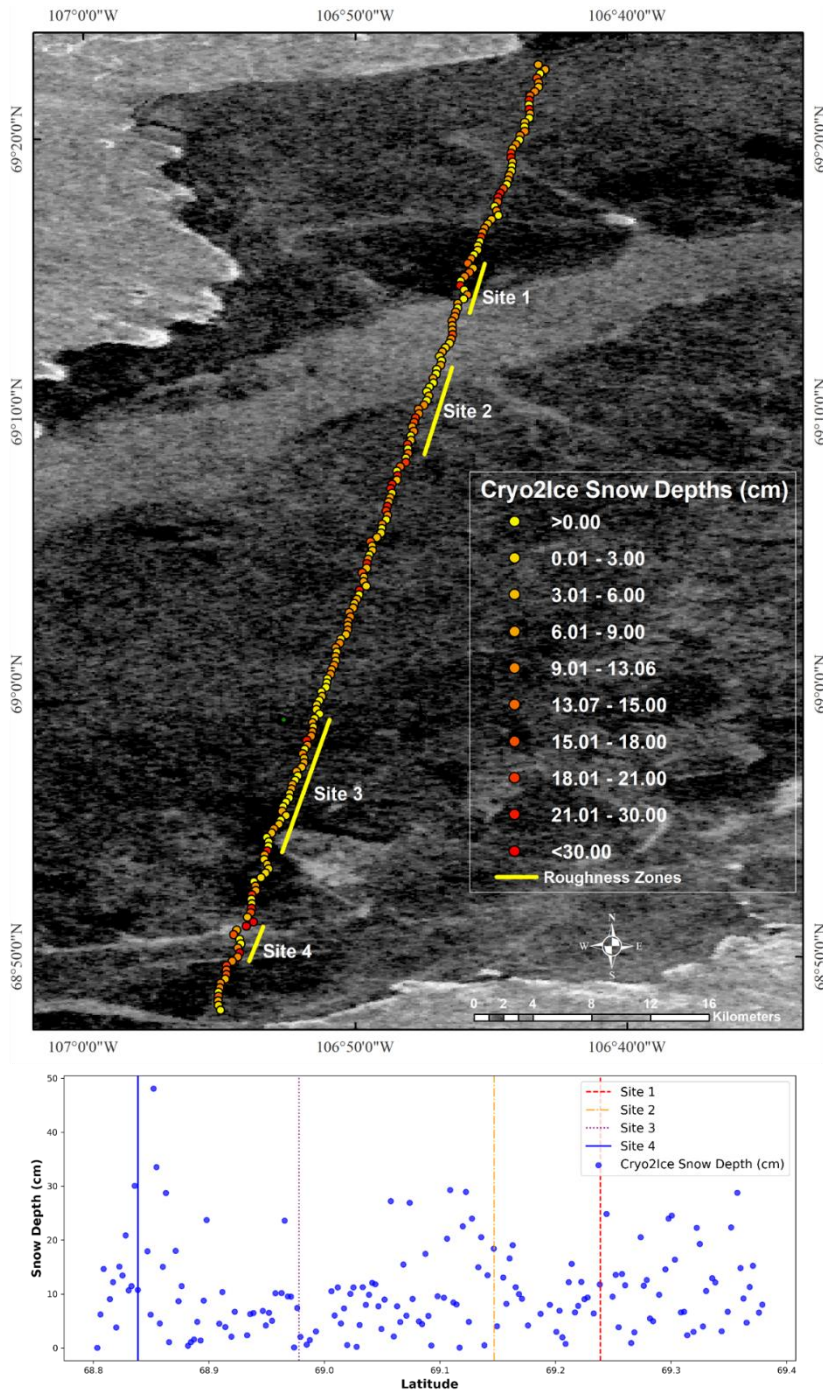 107°0'0"W 106°50'0"W 106°40'0"W
69°20'0"N
69°20'0"N
Site 1
69°10'0"N
69°10'0"N
Site 2
Cryo2Ice Snow Depths (cm)
>0.00
0.01 - 3.00
3.01 - 6.00
6.01 - 9.00
9.01 - 13.06
13.07 - 15.00
15.01 - 18.00
18.01 - 21.00
21.01 - 30.00
<30.00
Roughness Zones
69°0'0"N
69°0'0"N
Site 3
Site 4
N
W E
S
68°50'0"N
68°50'0"N
0 2 4 8 12 16
Kilometers
107°0'0"W 106°50'0"W 106°40'0"W
50
40
30
20
10
0
Snow Depth (cm)
Site 1
Site 2
Site 3
Site 4
Cryo2Ice Snow Depth (cm)
68.8 68.9 69.0 69.1 69.2 69.3 69.4
Latitude